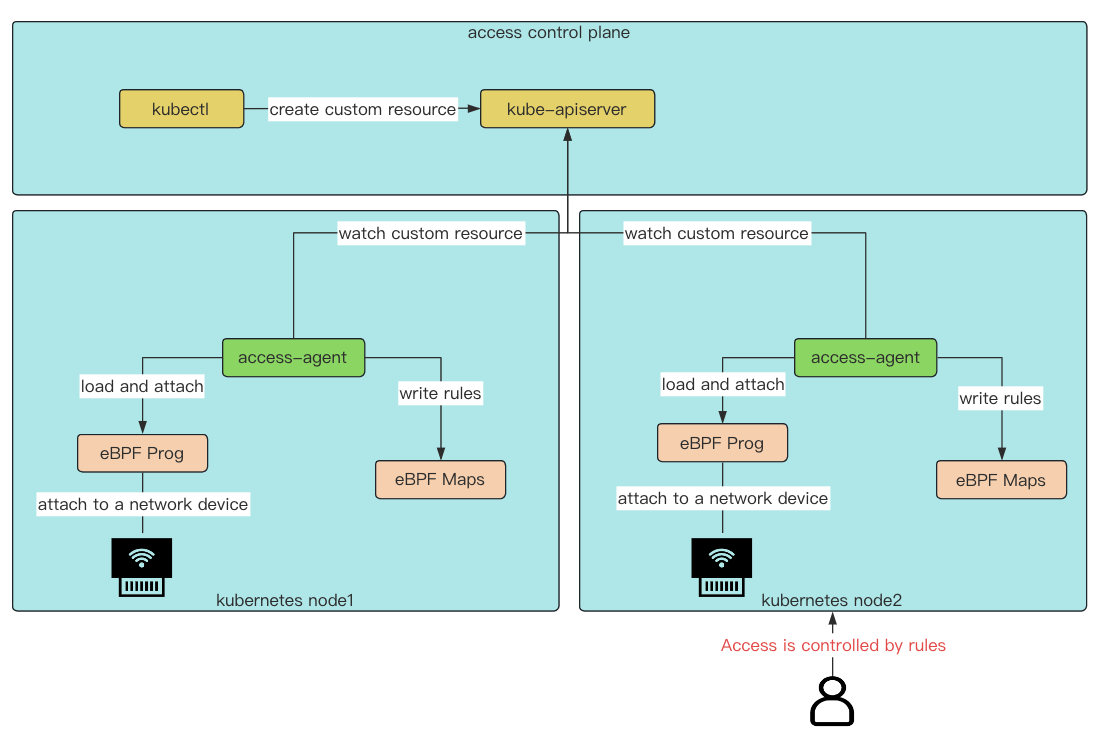 access control plane
kubectl
create custom resource
kube-apiserver
watch custom resource
watch custom resource
access-agent
access-agent
load and attach
write rules
load and attach
write rules
eBPF Prog
eBPF Maps
eBPF Prog
eBPF Maps
attach to a network device
attach to a network device
kubernetes node1
kubernetes node2
Access is controlled by rules